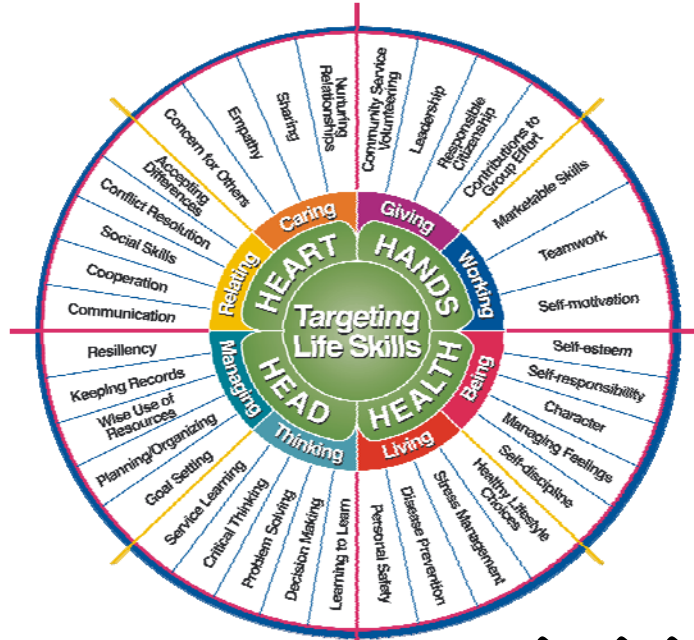 Targeting
Life Skills
HEART
HANDS
HEALTH
HEAD
Caring
Giving
Working
Being
Living
Thinking
Managing
Relating
Nurturing
Relationships
Sharing
Empathy
Concern for Others
Community Service
Volunteering
Leadership
Responsible
Citizenship
Contributions to
Group Effort
Marketable Skills
Teamwork
Self-motivation
Self-esteem
Self-responsibility
Character
Managing Feelings
Self-discipline
Healthy Lifestyle
Choices
Stress Management
Disease Prevention
Personal Safety
Learning to Learn
Decision Making
Problem Solving
Critical Thinking
Service Learning
Goal Setting
Planning/Organizing
Wise Use of
Resources
Keeping Records
Resiliency
Communication
Cooperation
Social Skills
Conflict Resolution
Accepting
Differences